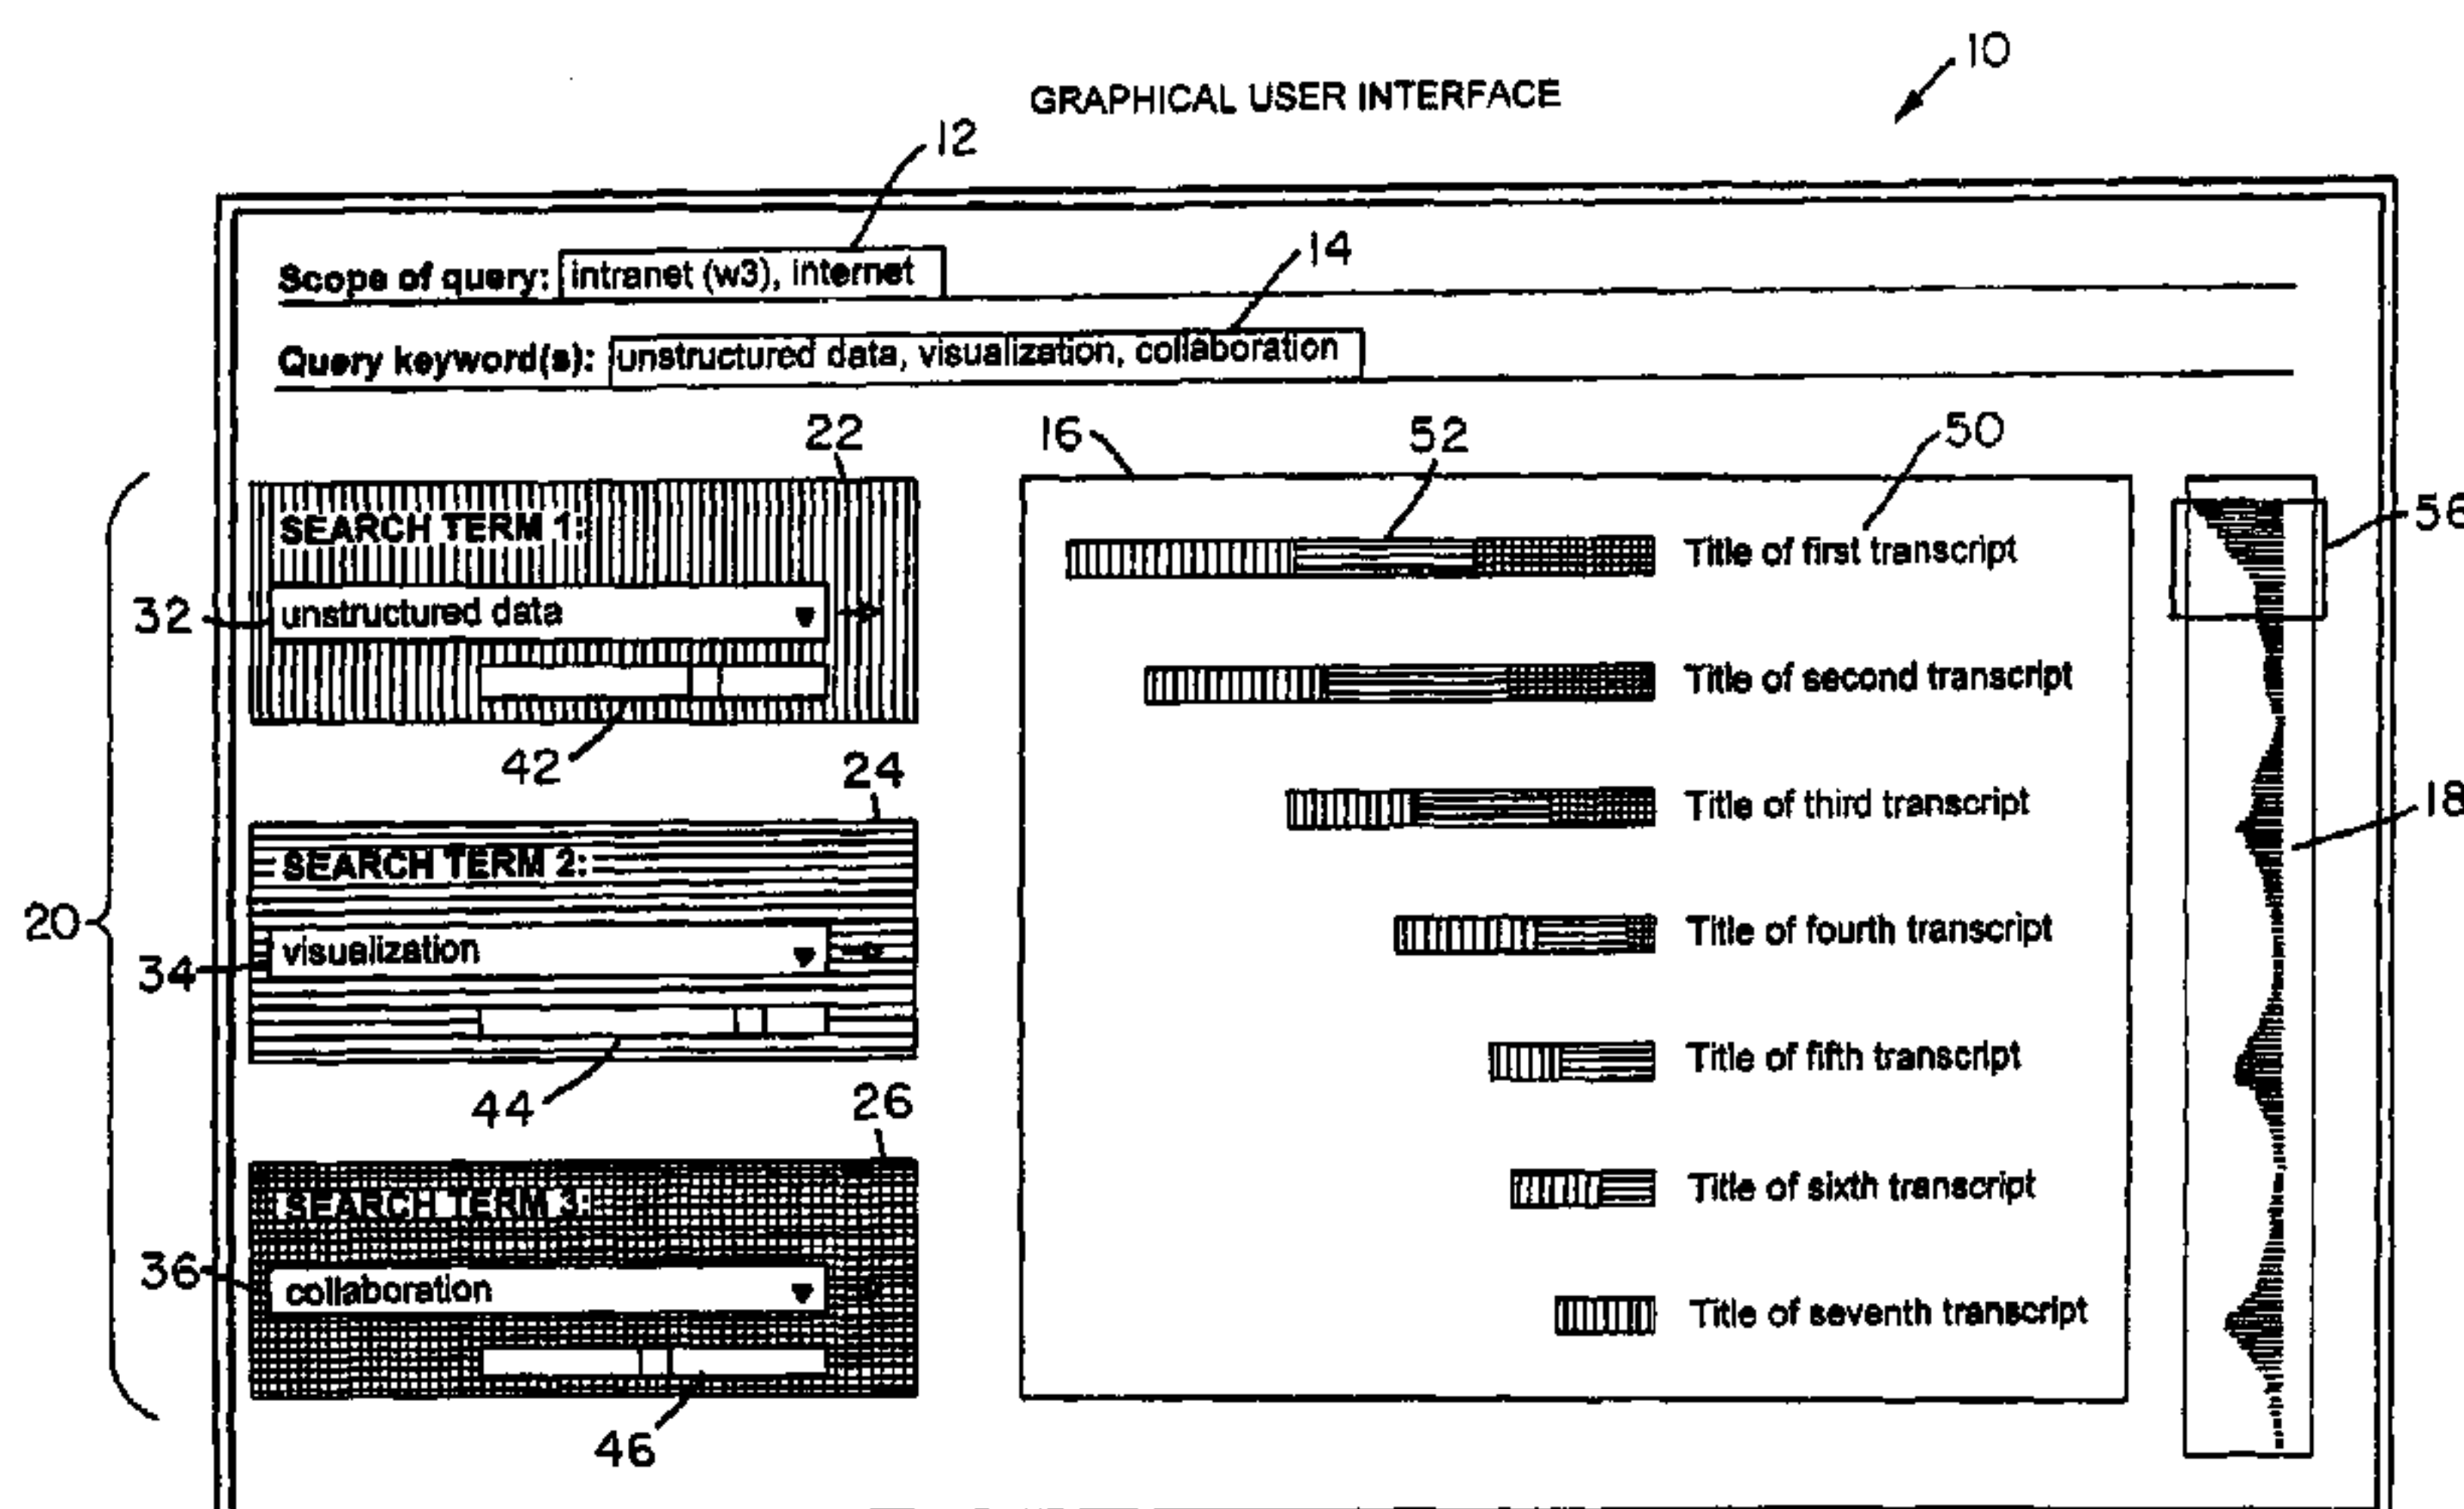 10
GRAPHICAL USER INTERFACE
12
Scope of query: intranet (w3), internet
14
Query keyword(s): unstructured data, visualization, collaboration
22
16
52
50
56
SEARCH TERM 1:
32
unstructured data
42
24
SEARCH TERM 2:
20
34
visualization
44
26
SEARCH TERM 3:
36
collaboration
46
Title of first transcript
Title of second transcript
Title of third transcript
18
Title of fourth transcript
Title of fifth transcript
Title of sixth transcript
Title of seventh transcript